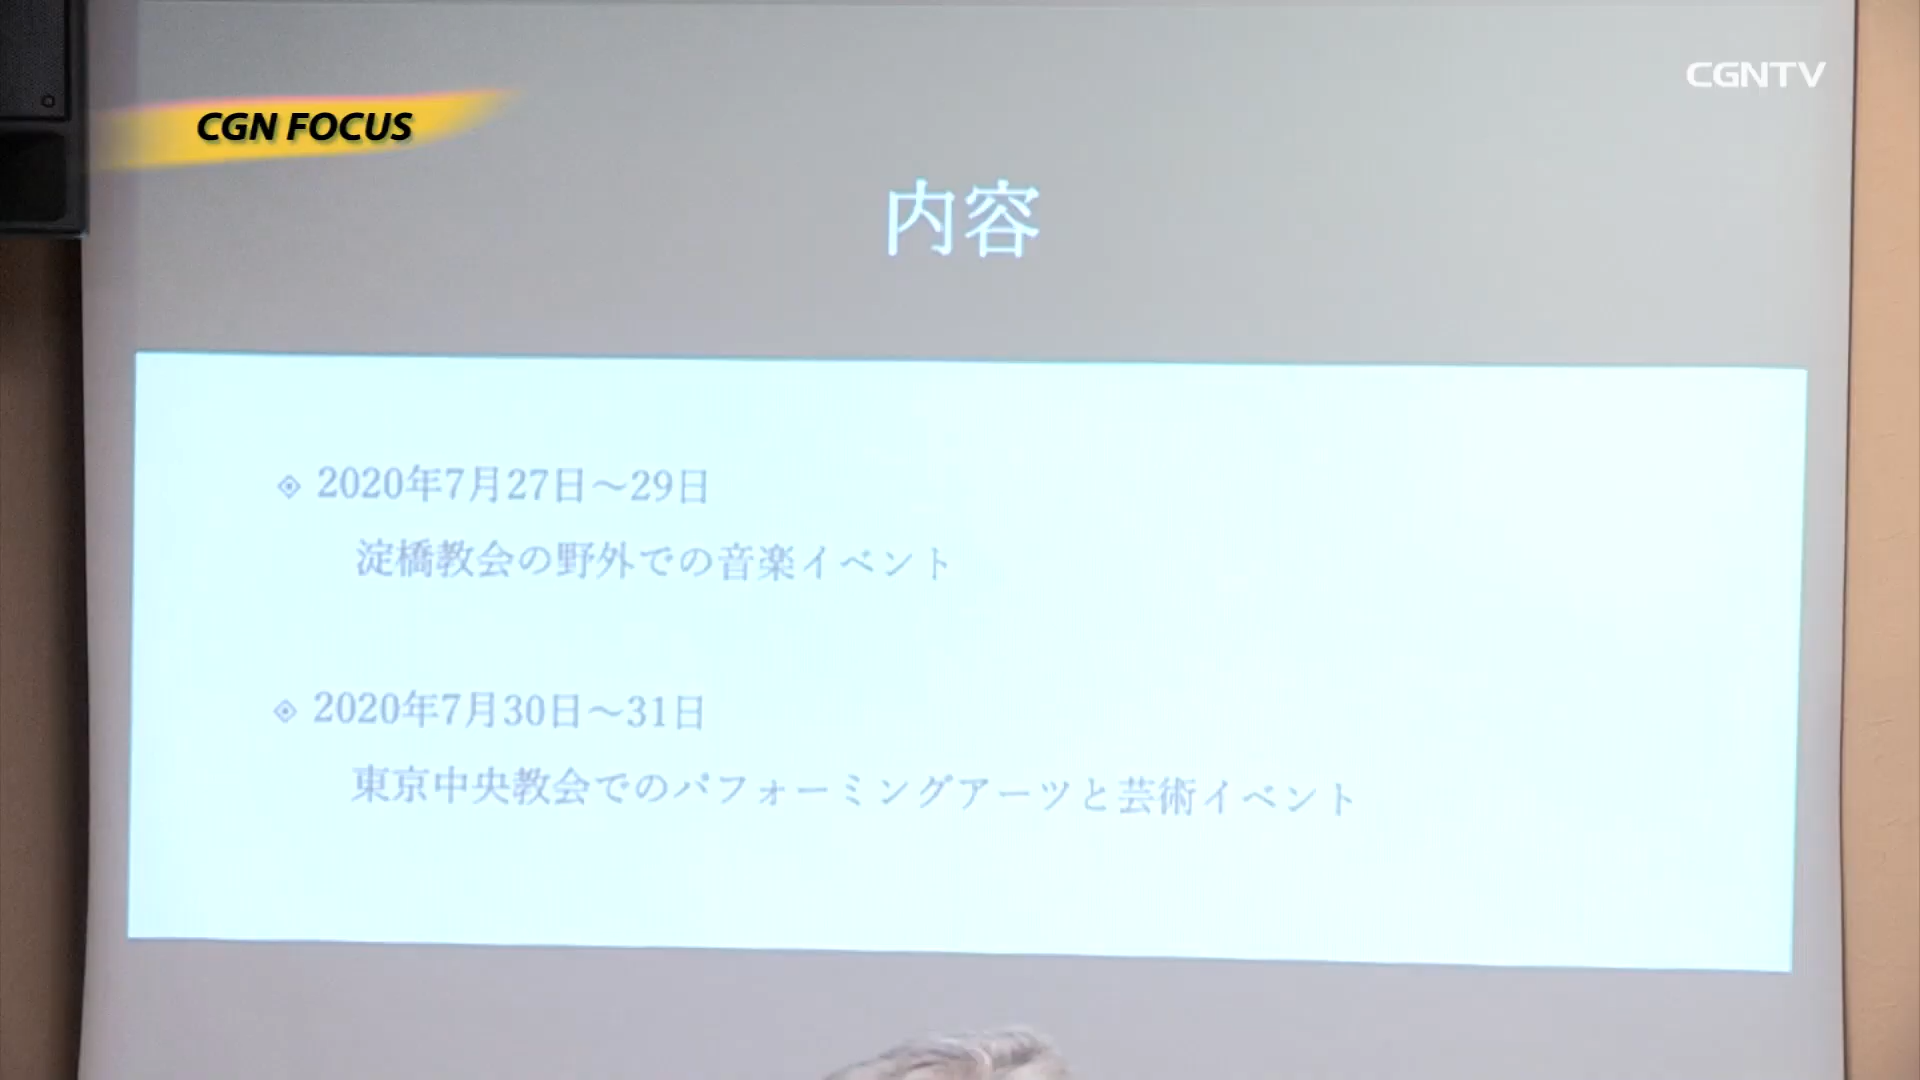 CGNTV
CGN FOCUS
内容
2020年7月27日～29日
淀橋教会の野外での音楽イベント
2020年7月30日～31日
東京中央教会でのパフォーミングアーツと芸術イベント